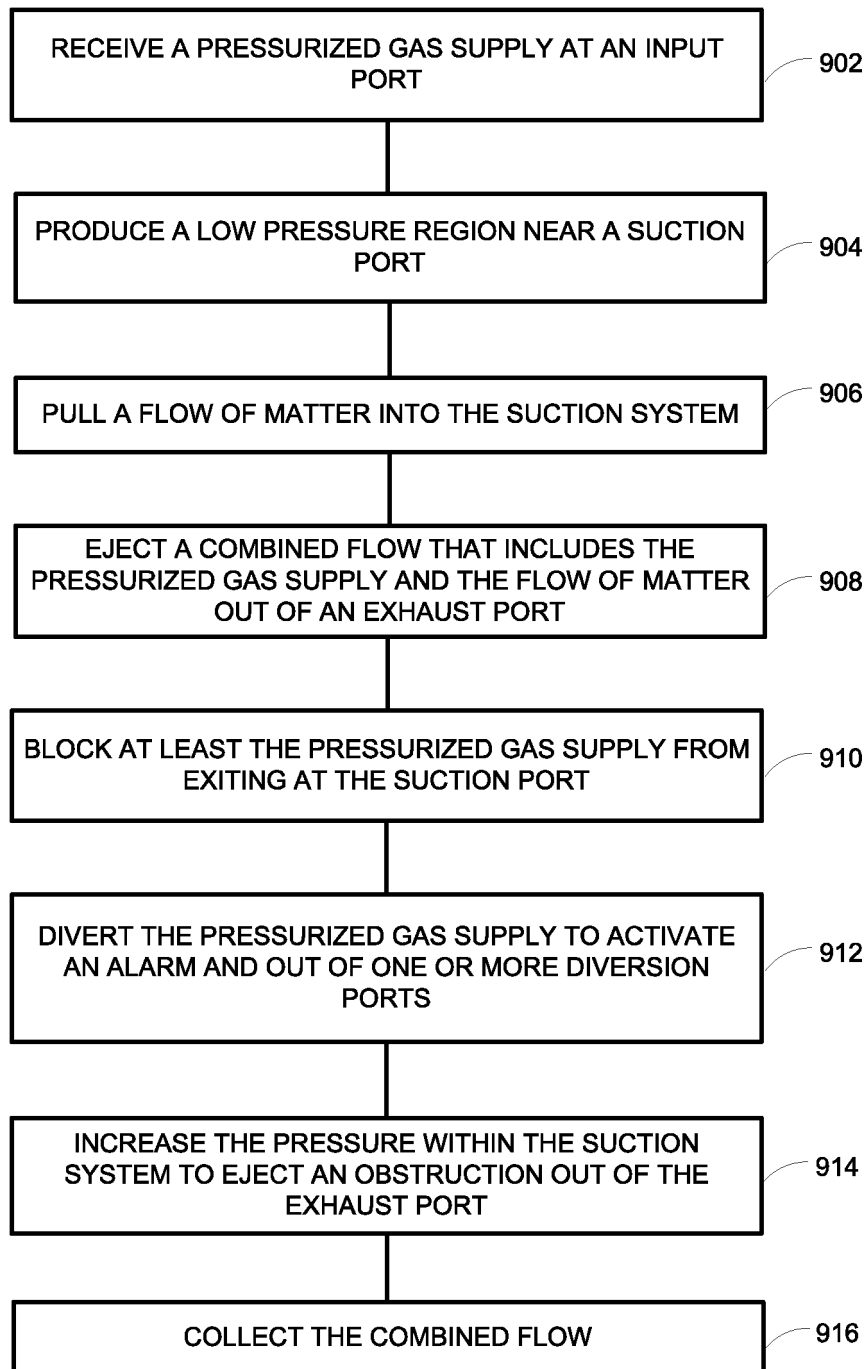 RECEIVE A PRESSURIZED GAS SUPPLY AT AN INPUT
PORT
902
PRODUCE A LOW PRESSURE REGION NEAR A SUCTION
PORT
904
PULL A FLOW OF MATTER INTO THE SUCTION SYSTEM
906
EJECT A COMBINED FLOW THAT INCLUDES THE
PRESSURIZED GAS SUPPLY AND THE FLOW OF MATTER
OUT OF AN EXHAUST PORT
908
BLOCK AT LEAST THE PRESSURIZED GAS SUPPLY FROM
EXITING AT THE SUCTION PORT
910
DIVERT THE PRESSURIZED GAS SUPPLY TO ACTIVATE
AN ALARM AND OUT OF ONE OR MORE DIVERSION
PORTS
912
INCREASE THE PRESSURE WITHIN THE SUCTION
SYSTEM TO EJECT AN OBSTRUCTION OUT OF THE
EXHAUST PORT
914
COLLECT THE COMBINED FLOW
916